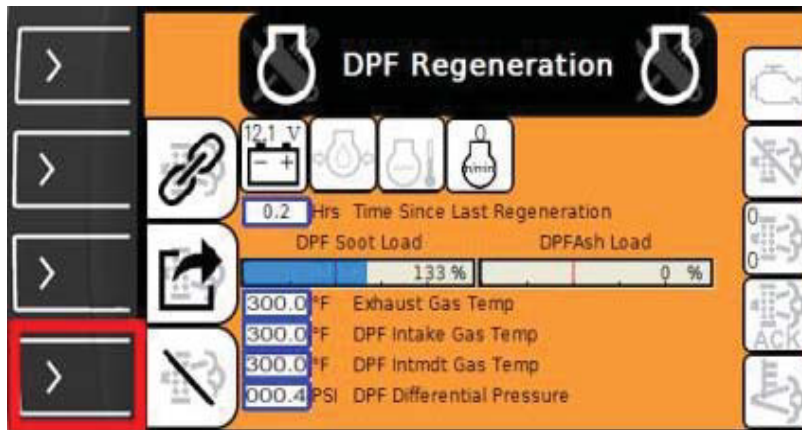 DPF Regeneration
12.1 V
0
n/min
0.2 Hrs Time Since Last Regeneration
DPF Soot Load DPFAsh Load
133 % 0 %
300.0 °F Exhaust Gas Temp
300.0 °F DPF Intake Gas Temp
300.0 °F DPF Intmdt Gas Temp
000.4 PSI DPF Differential Pressure
0
0
ACK